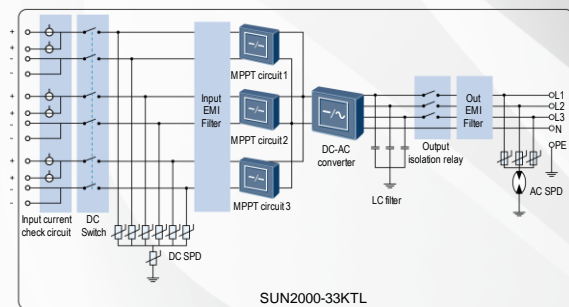 +
+
-
-
+
+
-
-
+
+
-
-
Input current
check circuit
DC
Switch
DC SPD
Input
EMI
Filter
MPPT circuit 1
MPPT circuit 2
MPPT circuit 3
DC-AC
converter
LC filter
Output
isolation relay
Out
EMI
Filter
L1
L2
L3
N
PE
AC SPD
SUN2000-33KTL